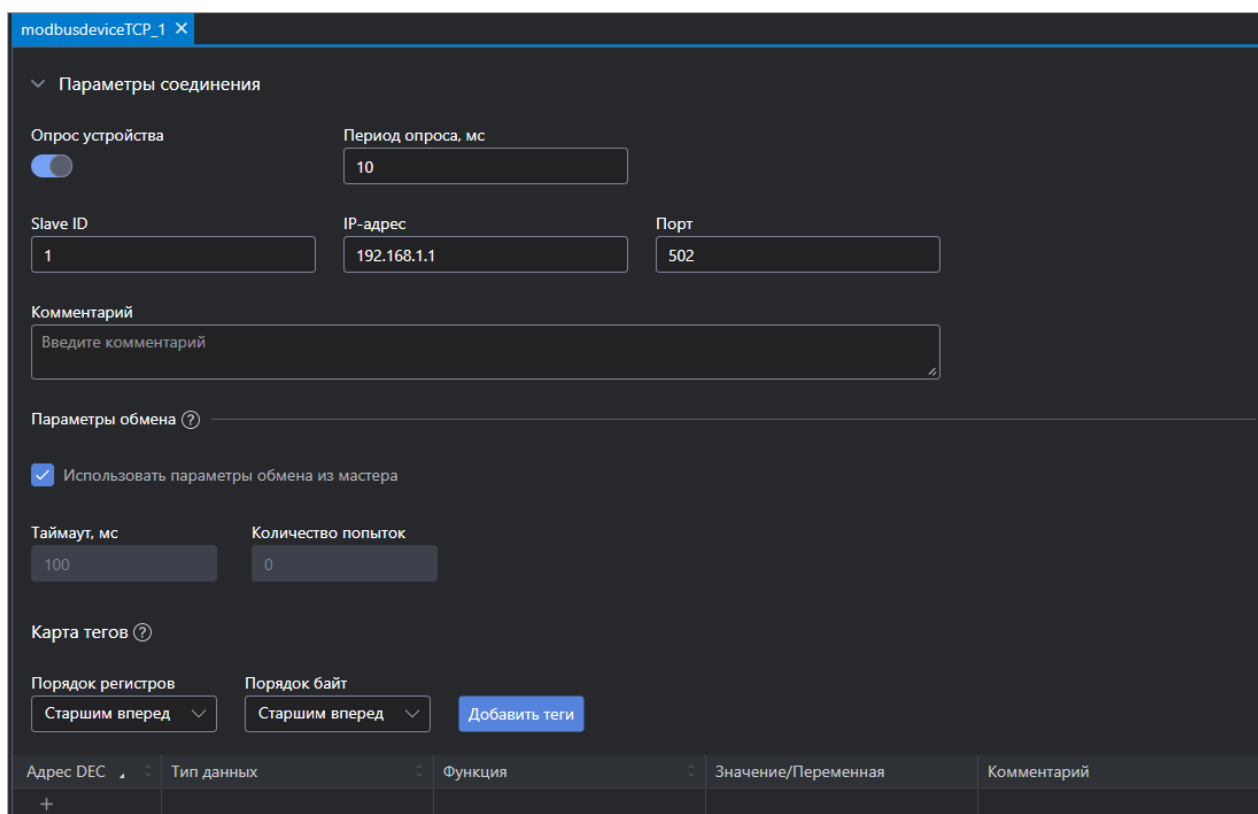 modbusdeviceTCP_1
Параметры соединения
Опрос устройства Период опроса, мс
10
Slave ID IP-адрес Порт
1 192.168.1.1 502
Комментарий
Введите комментарий
Параметры обмена
Использовать параметры обмена из мастера
Таймаут, мс Количество попыток
100 0
Карта тегов
Порядок регистров Порядок байт
Старшим вперед Старшим вперед Добавить теги
Адрес DEC Тип данных Функция Значение/Переменная Комментарий